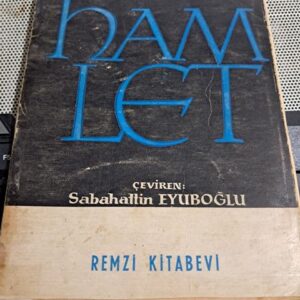 hAM
LET
ÇEVİREN:
Sabahattin EYUBOĞLU
REMZİ KİTABEVİ